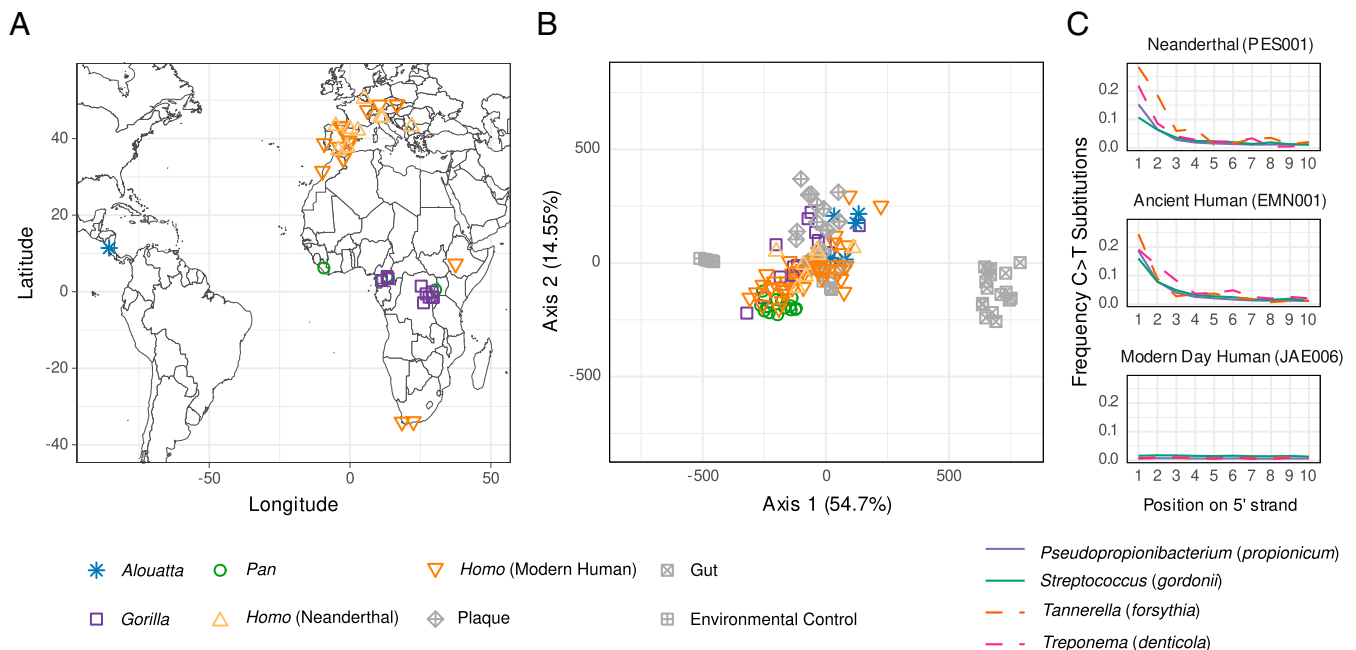 A
B
C
40
20
0
-20
-40
-50
0
50
Latitude
Longitude
500
0
-500
-500
0
500
Axis 2 (14.55%)
Axis 1 (54.7%)
Frequency C>T Substitutions
Neanderthal (PES001)
0.2
0.1
0.0
1 2 3 4 5 6 7 8 9 10
Ancient Human (EMN001)
0.2
0.1
0.0
1 2 3 4 5 6 7 8 9 10
Modern Day Human (JAE006)
0.2
0.1
0.0
1 2 3 4 5 6 7 8 9 10
Position on 5' strand
Alouatta
Pan
Homo (Modern Human)
Gut
Gorilla
Homo (Neanderthal)
Plaque
Environmental Control
Pseudopropionibacterium (propionicum)
Streptococcus (gordonii)
Tannerella (forsythia)
Treponema (denticola)